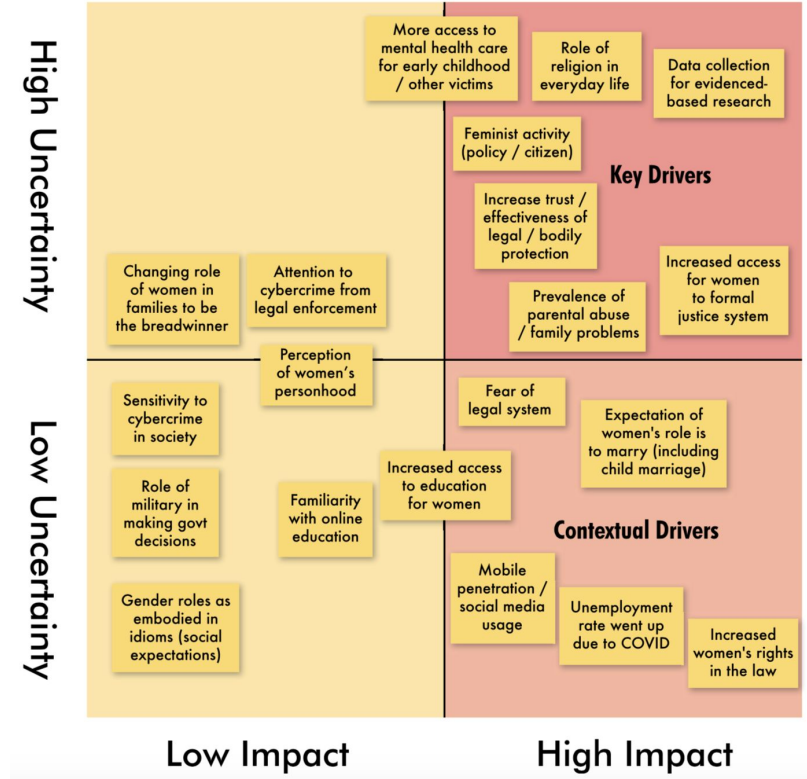 High Uncertainty
More access to
mental health care
for early childhood
/ other victims
Role of
religion in
everyday life
Data collection
for evidenced-
based research
Feminist activity
(policy / citizen)
Key Drivers
Increase trust /
effectiveness of
legal / bodily
protection
Increased access
for women
to formal
justice system
Changing role
of women in
families to be
the breadwinner
Attention to
cybercrime from
legal enforcement
Prevalence of
parental abuse
/ family problems
Perception
of women's
personhood
Low Uncertainty
Sensitivity to
cybercrime
in society
Fear of
legal system
Expectation of
women's role is
to marry (including
child marriage)
Role of
military in
making govt
decisions
Familiarity
with online
education
Increased access
to education
for women
Contextual Drivers
Gender roles as
embodied in
idioms (social
expectations)
Mobile
penetration /
social media
usage
Unemployment
rate went up
due to COVID
Increased
women's rights
in the law
Low Impact
High Impact